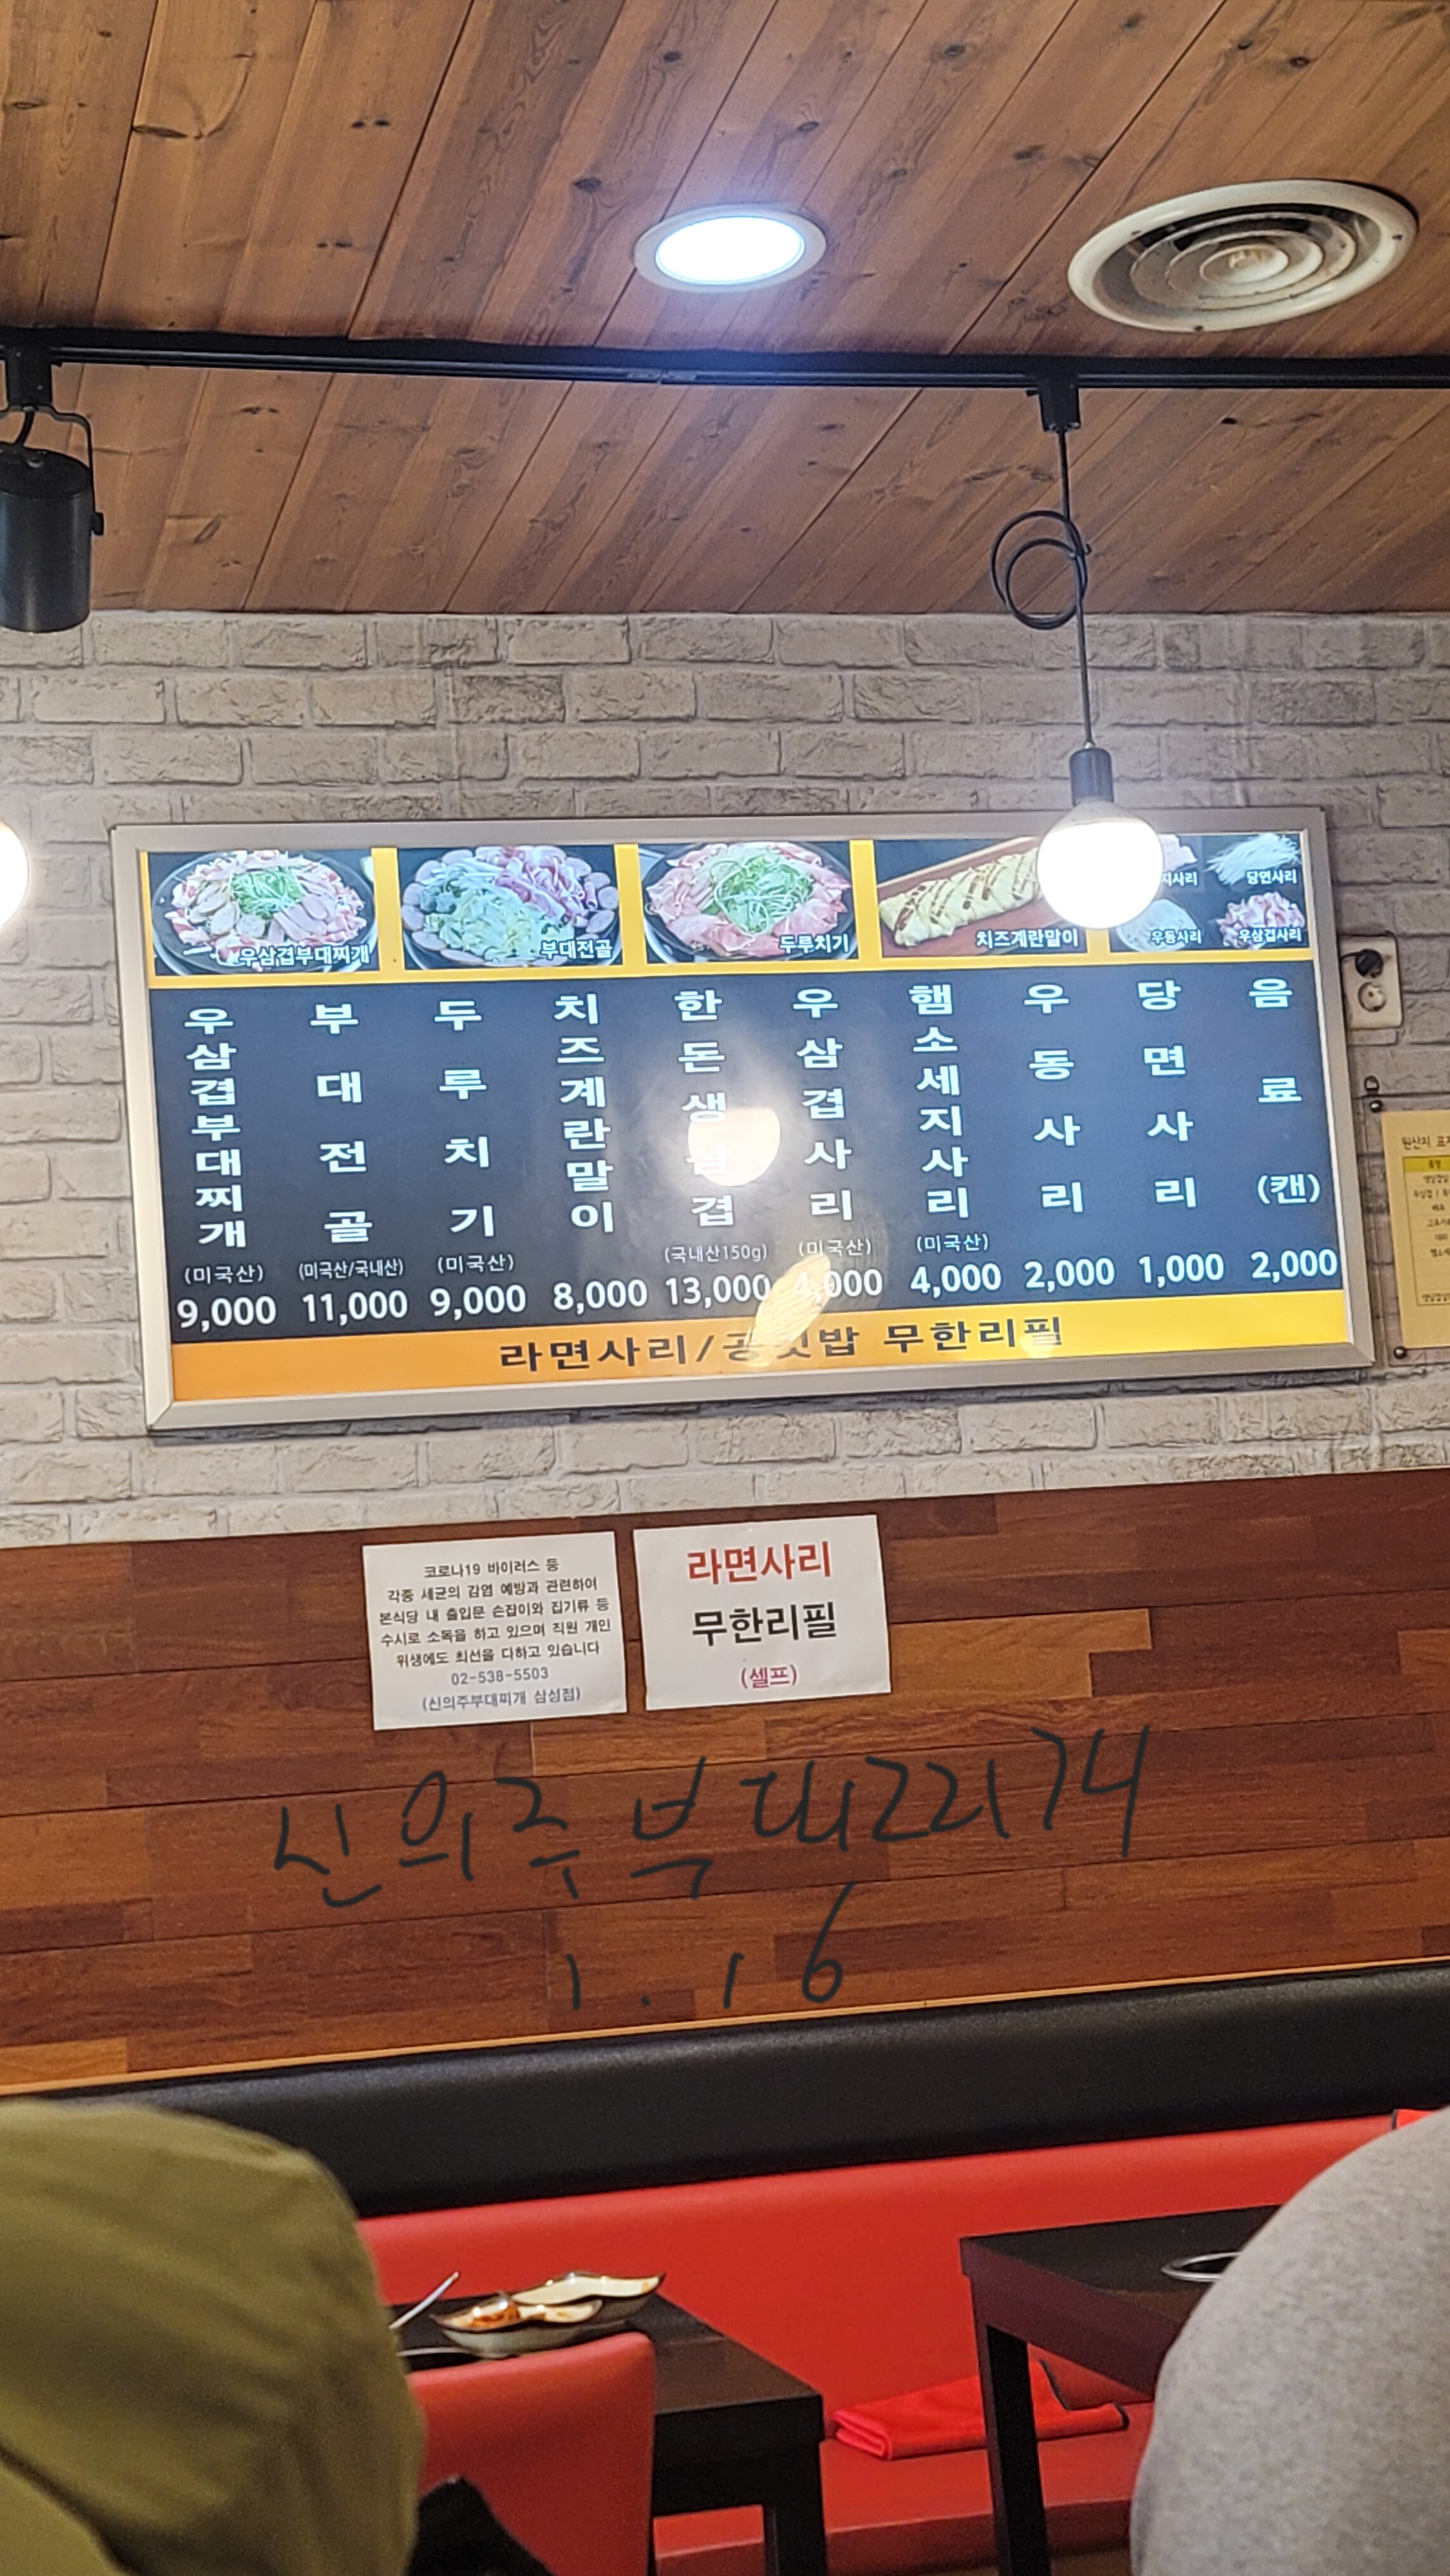 우삼겹부대찌개
부대전골
두루치기
치즈계란말이
당면사리
우동사리
우삼겹사리
우삼겹부대찌개
(미국산)
9,000
부대전골
(미국산/국내산)
11,000
두루치기
(미국산)
9,000
치즈계란말이
8,000
한돈생삼겹
(국내산150g)
13,000
우삼겹사리
(미국산)
4,000
햄소세지사리
(미국산)
4,000
우동사리
2,000
당면사리
1,000
음료(캔)
2,000
라면사리/공깃밥 무한리필
원산지
코로나19 바이러스 등
각종 세균의 감염 예방과 관련하여
본식당 내 출입문 손잡이와 집기류 등
수시로 소독을 하고 있으며 직원 개인
위생에도 최선을 다하고 있습니다
02-538-5503
(신의주부대찌개 삼성점)
라면사리
무한리필
(셀프)
신의주부대찌개
1.16